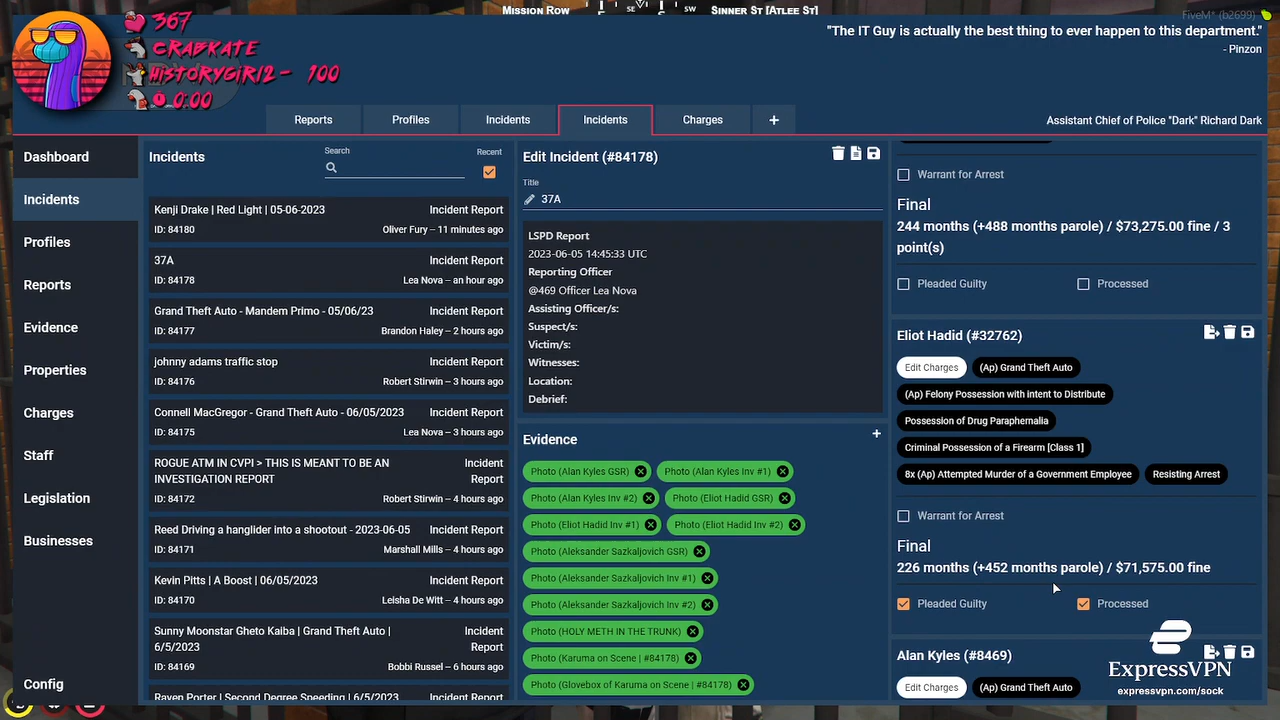 Mission Row
SE
SW
Sinner St [Atlee St]
FiveM* (b2699)
367
CRABKATE
HISTORYGIRL2 - 100
0:00
"The IT Guy is actually the best thing to ever happen to this department."
- Pinzon
Reports
Profiles
Incidents
Incidents
Charges
+
Assistant Chief of Police "Dark" Richard Dark
Dashboard
Incidents
Profiles
Reports
Evidence
Properties
Charges
Staff
Legislation
Businesses
Config
Incidents
Search
Recent
Kenji Drake | Red Light | 05-06-2023
Incident Report
ID: 84180
Oliver Fury – 11 minutes ago
37A
Incident Report
ID: 84178
Lea Nova – an hour ago
Grand Theft Auto - Mandem Primo - 05/06/23
Incident Report
ID: 84177
Brandon Haley – 2 hours ago
johnny adams traffic stop
Incident Report
ID: 84176
Robert Stirwin – 3 hours ago
Connell MacGregor - Grand Theft Auto - 06/05/2023
Incident Report
ID: 84175
Lea Nova – 3 hours ago
ROGUE ATM IN CVPI > THIS IS MEANT TO BE AN
INVESTIGATION REPORT
Incident
Report
ID: 84172
Robert Stirwin – 4 hours ago
Reed Driving a hanglider into a shootout - 2023-06-05
Incident Report
ID: 84171
Marshall Mills – 4 hours ago
Kevin Pitts | A Boost | 06/05/2023
Incident Report
ID: 84170
Leisha De Witt – 4 hours ago
Sunny Moonstar Gheto Kaiba | Grand Theft Auto |
6/5/2023
Incident
Report
ID: 84169
Bobbi Russel – 6 hours ago
Raven Porter | Second Degree Speeding | 6/5/2023
Incident Report
Edit Incident (#84178)
Title
37A
LSPD Report
2023-06-05 14:45:33 UTC
Reporting Officer
@469 Officer Lea Nova
Assisting Officer/s:
Suspect/s:
Victim/s:
Witnesses:
Location:
Debrief:
Evidence
+
Photo (Alan Kyles GSR)
Photo (Alan Kyles Inv #1)
Photo (Alan Kyles Inv #2)
Photo (Eliot Hadid GSR)
Photo (Eliot Hadid Inv #1)
Photo (Eliot Hadid Inv #2)
Photo (Aleksander Sazkaljovich GSR)
Photo (Aleksander Sazkaljovich Inv #1)
Photo (Aleksander Sazkaljovich Inv #2)
Photo (HOLY METH IN THE TRUNK)
Photo (Karuma on Scene | #84178)
Photo (Glovebox of Karuma on Scene | #84178)
Warrant for Arrest
Final
244 months (+488 months parole) / $73,275.00 fine / 3
point(s)
Pleaded Guilty
Processed
Eliot Hadid (#32762)
Edit Charges
(Ap) Grand Theft Auto
(Ap) Felony Possession with Intent to Distribute
Possession of Drug Paraphernalia
Criminal Possession of a Firearm [Class 1]
8x (Ap) Attempted Murder of a Government Employee
Resisting Arrest
Warrant for Arrest
Final
226 months (+452 months parole) / $71,575.00 fine
Pleaded Guilty
Processed
Alan Kyles (#8469)
Edit Charges
(Ap) Grand Theft Auto
ExpressVPN
expressvpn.com/sock